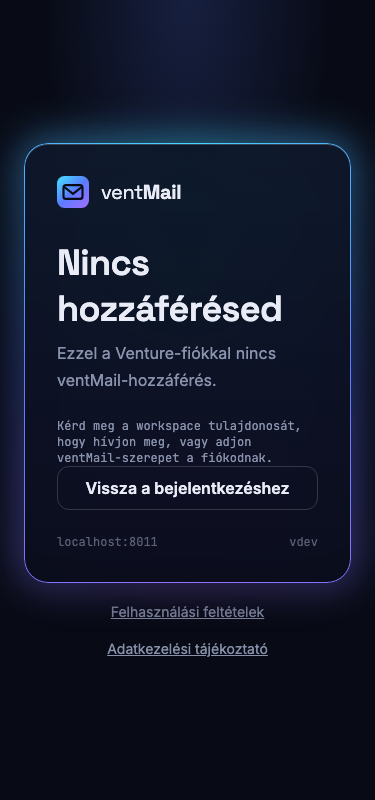 ventMail
Nincs
hozzáférésed
Ezzel a Venture-fiókkal nincs
ventMail-hozzáférés.
Kérd meg a workspace tulajdonosát,
hogy hívjon meg, vagy adjon
ventMail-szerepet a fiókodnak.
Vissza a bejelentkezéshez
localhost:8011 vdev
Felhasználási feltételek
Adatkezelési tájékoztató